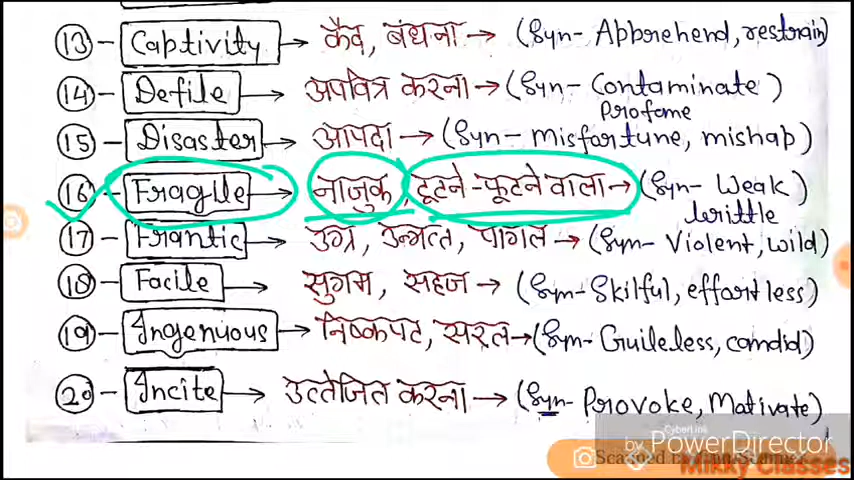 13 - Captivity → कैद, बंधना → (Syn- Apprehend, restrain)
14 - Defile → अपवित्र करना → (Syn- Contaminate)
profane
15 - Disaster → आपदा → (Syn- misfortune, mishap)
16 - Fragile → नाजुक, टूटने-फूटने वाला → (Syn- Weak)
brittle
17 - Frantic → उग्र, उन्मत्त, पागल → (Syn- Violent, wild)
18 - Facile → सुगम, सहज → (Syn- Skilful, effortless)
19 - Ingenuous → निष्कपट, सरल → (Syn- Guileless, candid)
20 - Incite → उत्तेजित करना → (Syn- Provoke, Mativate)
CyberLink
by PowerDirector
Mikky Classes